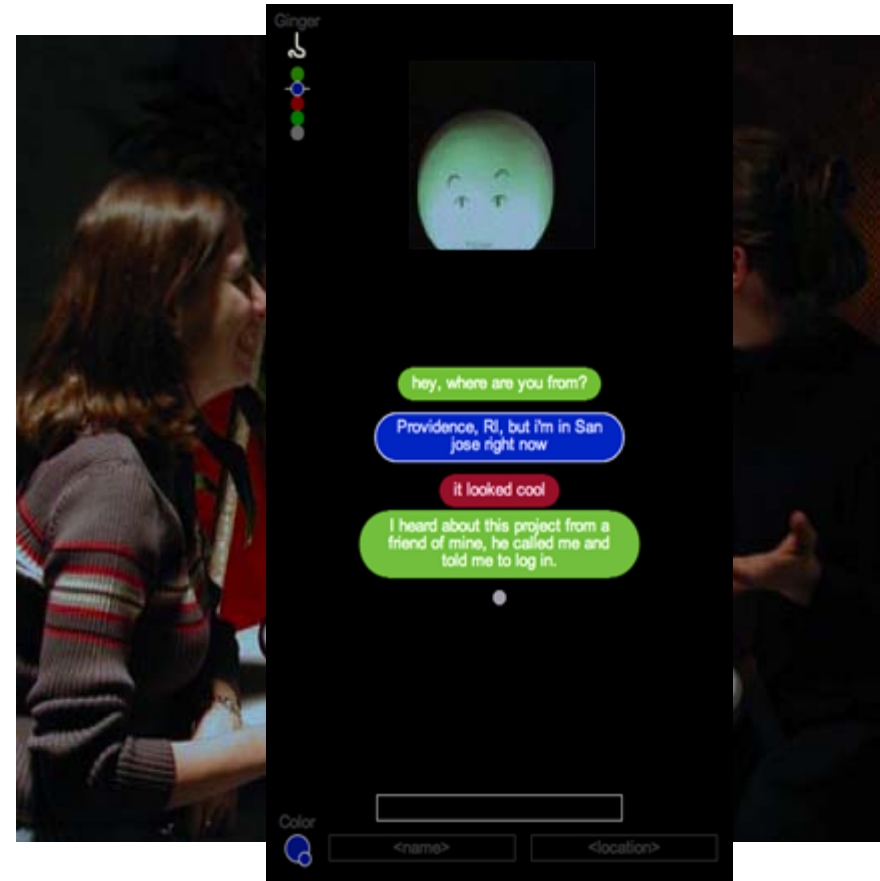 Ginger
hey, where are you from?
Providence, RI, but i'm in San
jose right now
it looked cool
I heard about this project from a
friend of mine, he called me and
told me to log in.
Color
<name>
<location>